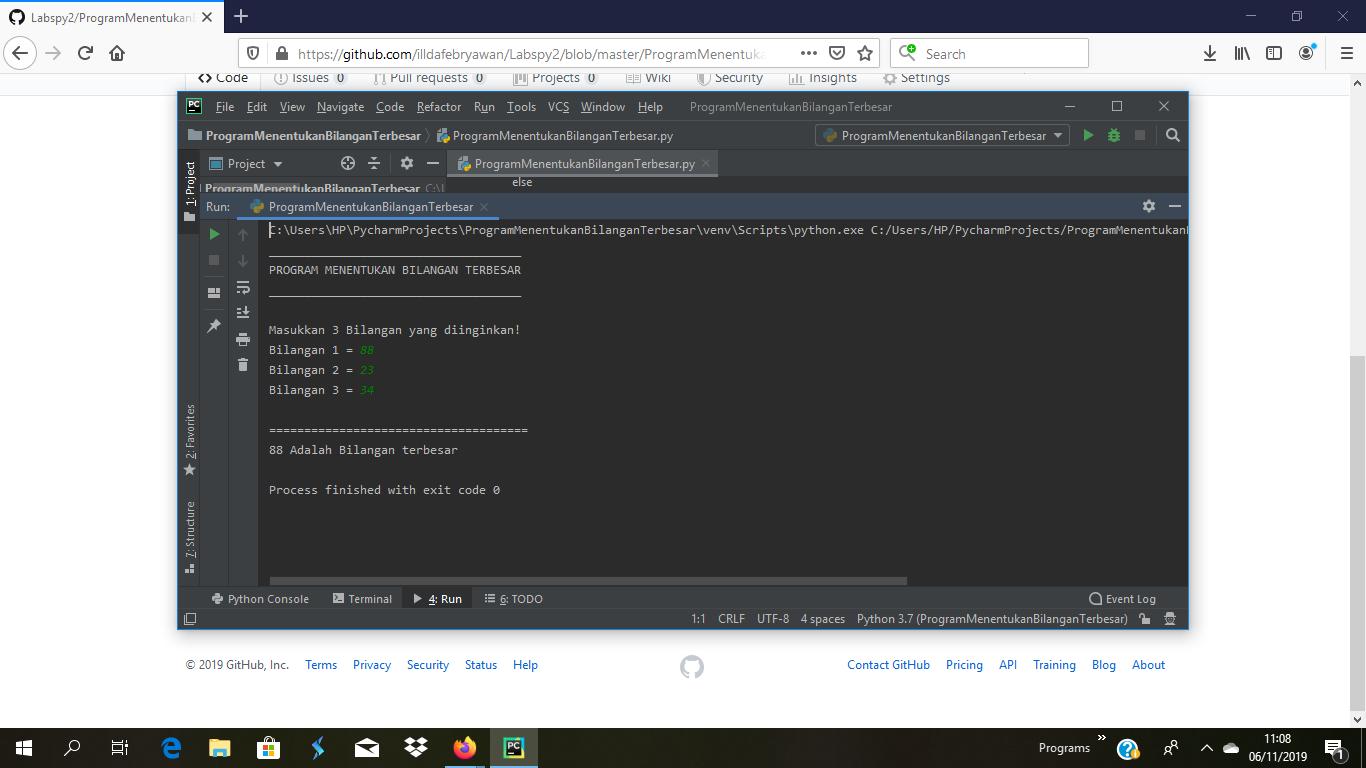 Labspy2/ProgramMenentukan
https://github.com/illdafebryawan/Labspy2/blob/master/ProgramMenentuka
Search
Code Issues 0 Pull requests 0 Projects 0 Wiki Security Insights Settings
PC File Edit View Navigate Code Refactor Run Tools VCS Window Help ProgramMenentukanBilanganTerbesar
ProgramMenentukanBilanganTerbesar ProgramMenentukanBilanganTerbesar.py ProgramMenentukanBilanganTerbesar
1: Project
Project ProgramMenentukanBilanganTerbesar.py
ProgramMenentukanBilanganTerbesar C:\
else
Run: ProgramMenentukanBilanganTerbesar
C:\Users\HP\PycharmProjects\ProgramMenentukanBilanganTerbesar\venv\Scripts\python.exe C:/Users/HP/PycharmProjects/ProgramMenentukan
____________________________________
PROGRAM MENENTUKAN BILANGAN TERBESAR
____________________________________
Masukkan 3 Bilangan yang diinginkan!
Bilangan 1 = 88
Bilangan 2 = 23
Bilangan 3 = 34
=====================================
88 Adalah Bilangan terbesar
Process finished with exit code 0
2: Favorites
7: Structure
Python Console Terminal 4: Run 6: TODO Event Log
1:1 CRLF UTF-8 4 spaces Python 3.7 (ProgramMenentukanBilanganTerbesar)
© 2019 GitHub, Inc. Terms Privacy Security Status Help Contact GitHub Pricing API Training Blog About
Programs
11:08
06/11/2019
1